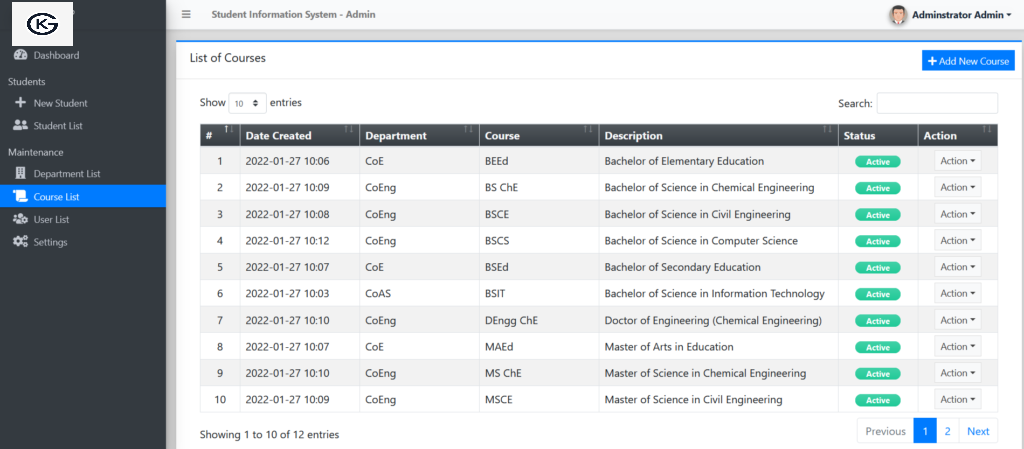 KG
Student Information System - Admin
Adminstrator Admin
Dashboard
Students
New Student
Student List
Maintenance
Department List
Course List
User List
Settings
List of Courses
Add New Course
Show 10 entries
Search:
# Date Created Department Course Description Status Action
1 2022-01-27 10:06 CoE BEEd Bachelor of Elementary Education Active Action
2 2022-01-27 10:09 CoEng BS ChE Bachelor of Science in Chemical Engineering Active Action
3 2022-01-27 10:08 CoEng BSCE Bachelor of Science in Civil Engineering Active Action
4 2022-01-27 10:12 CoEng BSCS Bachelor of Science in Computer Science Active Action
5 2022-01-27 10:07 CoE BSEd Bachelor of Secondary Education Active Action
6 2022-01-27 10:03 CoAS BSIT Bachelor of Science in Information Technology Active Action
7 2022-01-27 10:10 CoEng DEngg ChE Doctor of Engineering (Chemical Engineering) Active Action
8 2022-01-27 10:07 CoE MAEd Master of Arts in Education Active Action
9 2022-01-27 10:10 CoEng MS ChE Master of Science in Chemical Engineering Active Action
10 2022-01-27 10:09 CoEng MSCE Master of Science in Civil Engineering Active Action
Showing 1 to 10 of 12 entries
Previous 1 2 Next